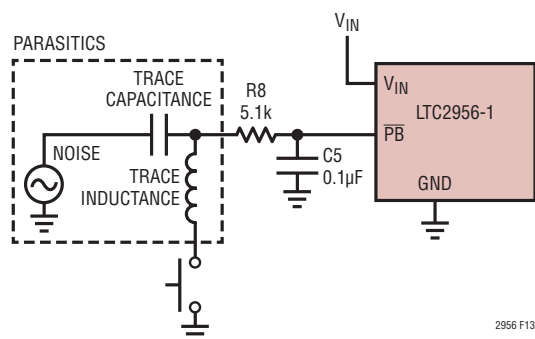 PARASITICS
TRACE
CAPACITANCE
NOISE
TRACE
INDUCTANCE
R8
5.1k
C5
0.1µF
V_IN
V_IN
LTC2956-1
P̅B̅
GND
2956 F13